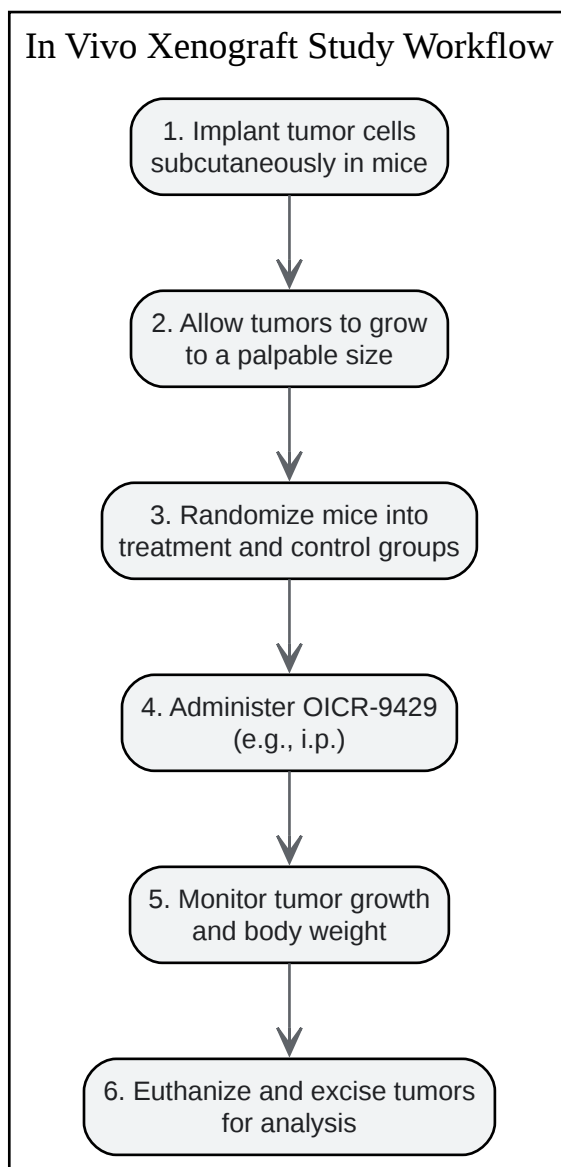 In Vivo Xenograft Study Workflow
1. Implant tumor cells
subcutaneously in mice
2. Allow tumors to grow
to a palpable size
3. Randomize mice into
treatment and control groups
4. Administer OICR-9429
(e.g., i.p.)
5. Monitor tumor growth
and body weight
6. Euthanize and excise tumors
for analysis